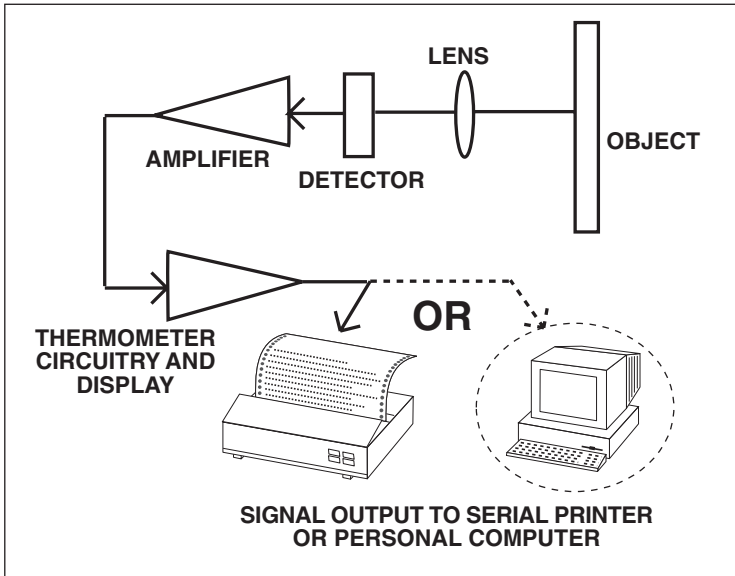 LENS
OBJECT
AMPLIFIER
DETECTOR
THERMOMETER
CIRCUITRY AND
DISPLAY
OR
SIGNAL OUTPUT TO SERIAL PRINTER
OR PERSONAL COMPUTER